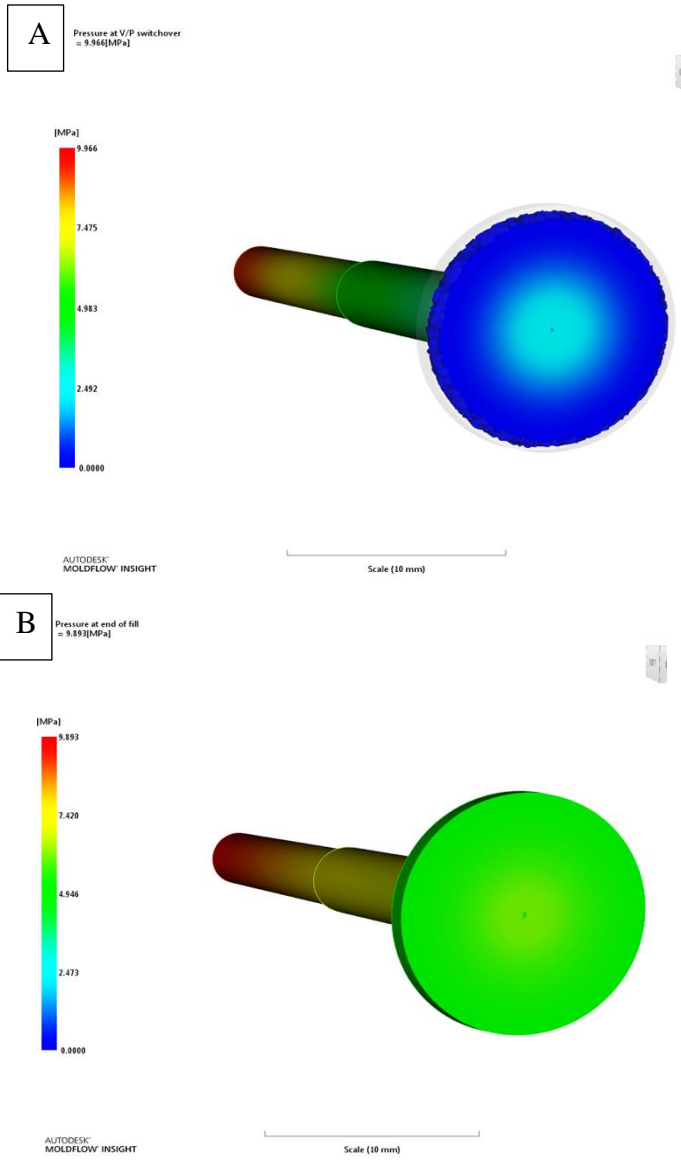 A
Pressure at V/P switchover
= 9.966[MPa]
[MPa]
9.966
7.475
4.983
2.492
0.0000
AUTODESK'
MOLDFLOW' INSIGHT
Scale (10 mm)
B
Pressure at end of fill
= 9.893[MPa]
[MPa]
9.893
7.420
4.946
2.473
0.0000
AUTODESK'
MOLDFLOW' INSIGHT
Scale (10 mm)